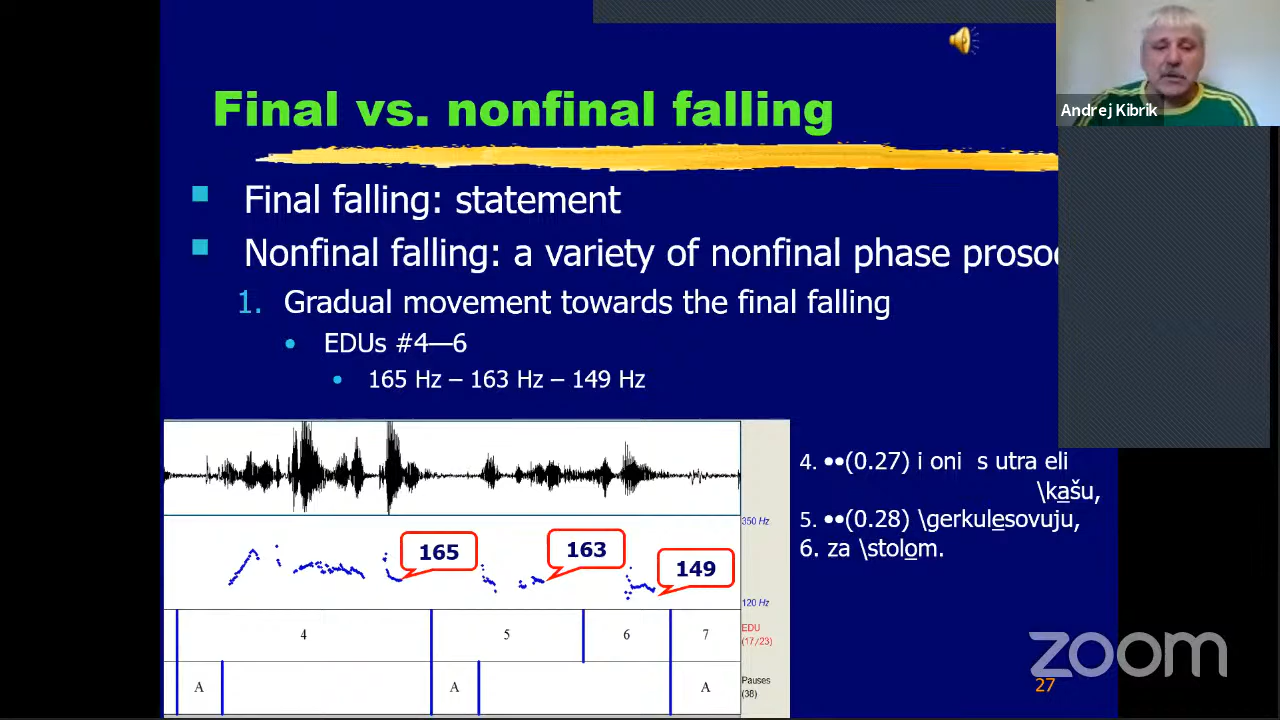 Final vs. nonfinal falling
Andrej Kibrik
Final falling: statement
Nonfinal falling: a variety of nonfinal phase
1. Gradual movement towards the final falling
EDUs #4—6
165 Hz – 163 Hz – 149 Hz
4. ••(0.27) i oni s utra eli
\kašu,
5. ••(0.28) \gerkulesovuju,
6. za \stolom.
350 Hz
165
163
149
120 Hz
4 5 6 7
EDU
(17/23)
A A A
Pauses
(38)
zoom
27